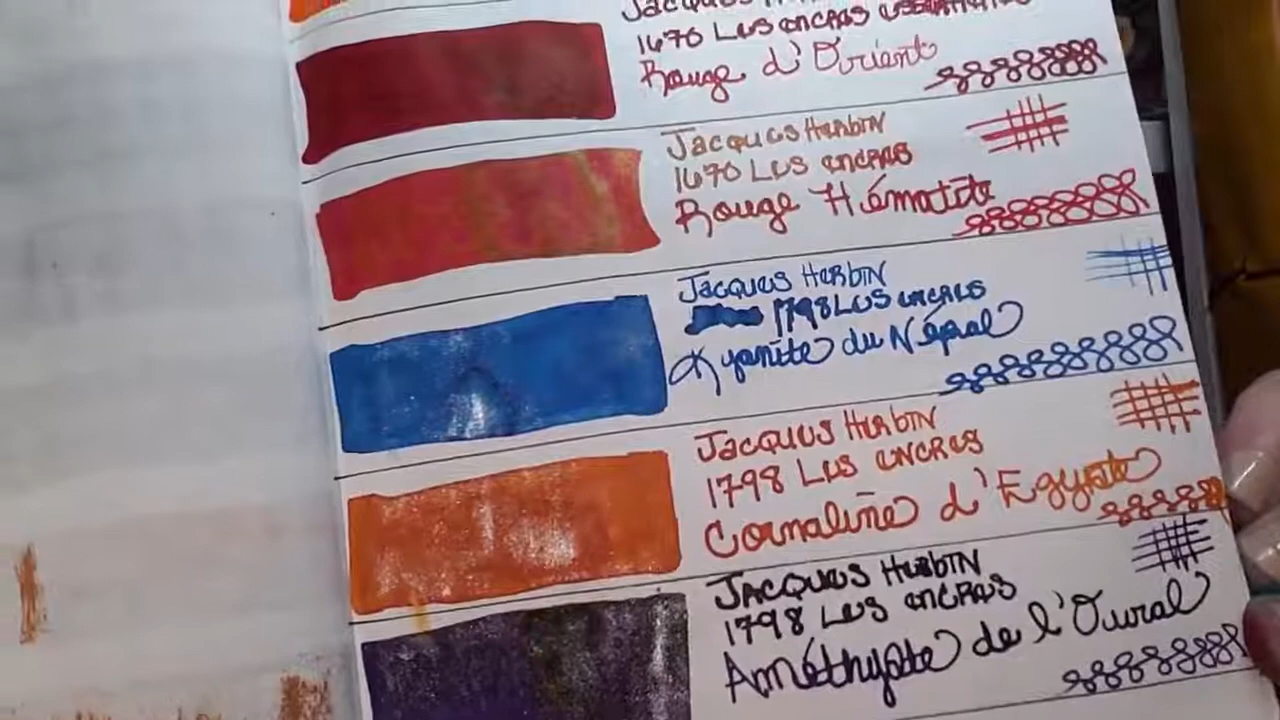 Jacques
1670 Les encres
Rouge d'Orient
Jacques Herbin
1670 Les encres
Rouge Hématite
Jacques Herbin
1798 Les encres
Kyanite du Népal
Jacques Herbin
1798 Les encres
Cornaline d'Egypte
Jacques Herbin
1798 Les encres
Améthyste de l'Oural